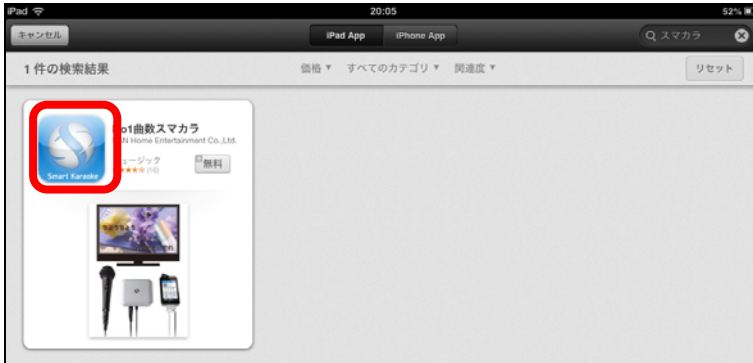 iPad 20:05 52%
キャンセル iPad App iPhone App スマカラ
1 件の検索結果 価格 ▼ すべてのカテゴリ ▼ 関連度 ▼ リセット
o1曲数スマカラ
N Home Entertainment Co.,Ltd.
ュージック
(16)
+ 無料
Smart Karaoke